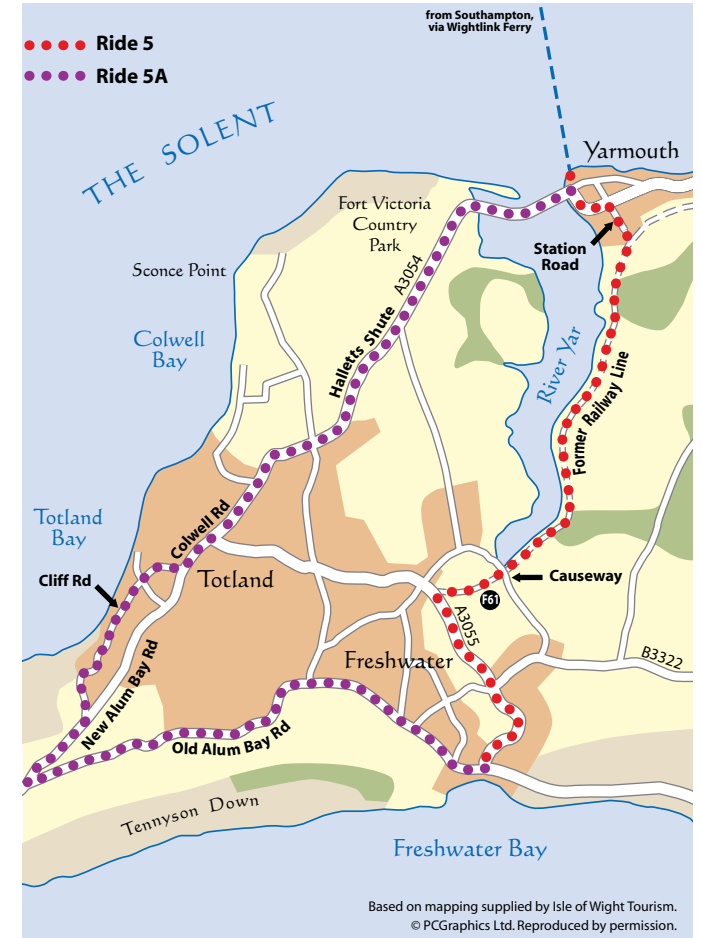 from Southampton,
via Wightlink Ferry
Ride 5
Ride 5A
THE SOLENT
Yarmouth
Fort Victoria
Country
Park
Station
Road
Sconce Point
A3054
Colwell
Bay
Halletts Shute
River Yar
Former Railway Line
Totland
Bay
Colwell Rd
Cliff Rd
Totland
Causeway
F61
A3055
Freshwater
B3322
New Alum Bay Rd
Old Alum Bay Rd
Tennyson Down
Freshwater Bay
Based on mapping supplied by Isle of Wight Tourism.
© PCGraphics Ltd. Reproduced by permission.